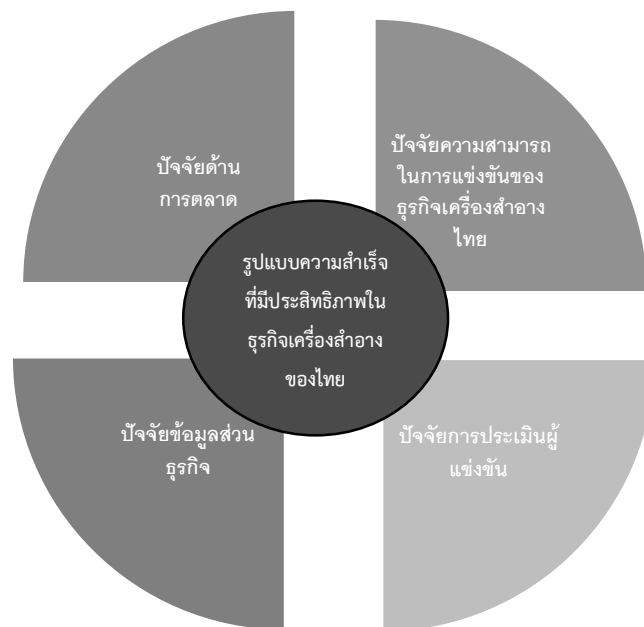 ปัจจัยด้าน
การตลาด
ปัจจัยความสามารถ
ในการแข่งขันของ
ธุรกิจเครื่องสำอาง
ไทย
รูปแบบความสำเร็จ
ที่มีประสิทธิภาพใน
ธุรกิจเครื่องสำอาง
ของไทย
ปัจจัยข้อมูลส่วน
ธุรกิจ
ปัจจัยการประเมินผู้
แข่งขัน